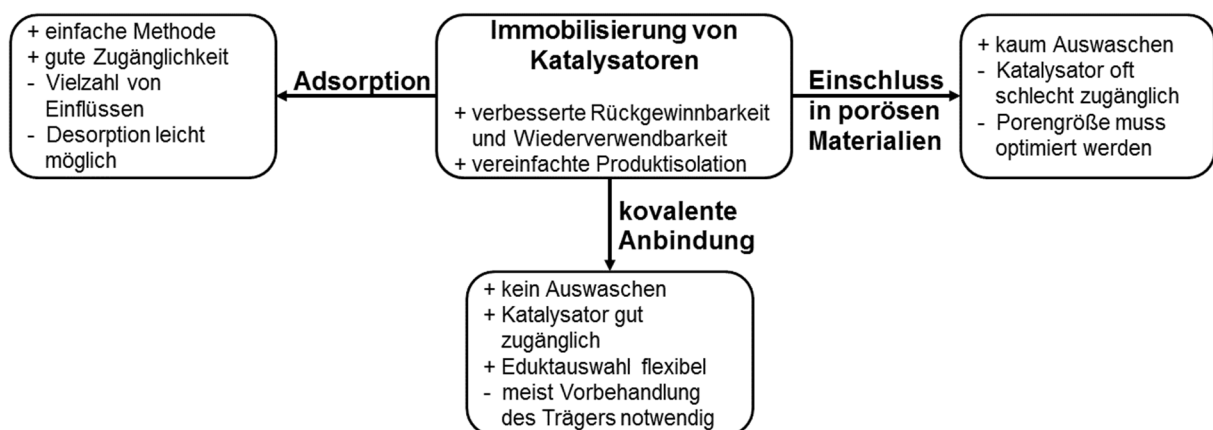 + einfache Methode
+ gute Zugänglichkeit
- Vielzahl von
Einflüssen
- Desorption leicht
möglich
Adsorption
Immobilisierung von
Katalysatoren
+ verbesserte Rückgewinnbarkeit
und Wiederverwendbarkeit
+ vereinfachte Produktisolation
Einschluss
in porösen
Materialien
+ kaum Auswaschen
- Katalysator oft
schlecht zugänglich
- Porengröße muss
optimiert werden
kovalente
Anbindung
+ kein Auswaschen
+ Katalysator gut
zugänglich
+ Eduktauswahl flexibel
- meist Vorbehandlung
des Trägers notwendig